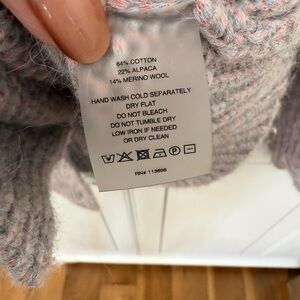 64% COTTON
22% ALPACA
14% MERINO WOOL
HAND WASH COLD SEPARATELY
DRY FLAT
DO NOT BLEACH
DO NOT TUMBLE DRY
LOW IRON IF NEEDED
OR DRY CLEAN
RN#